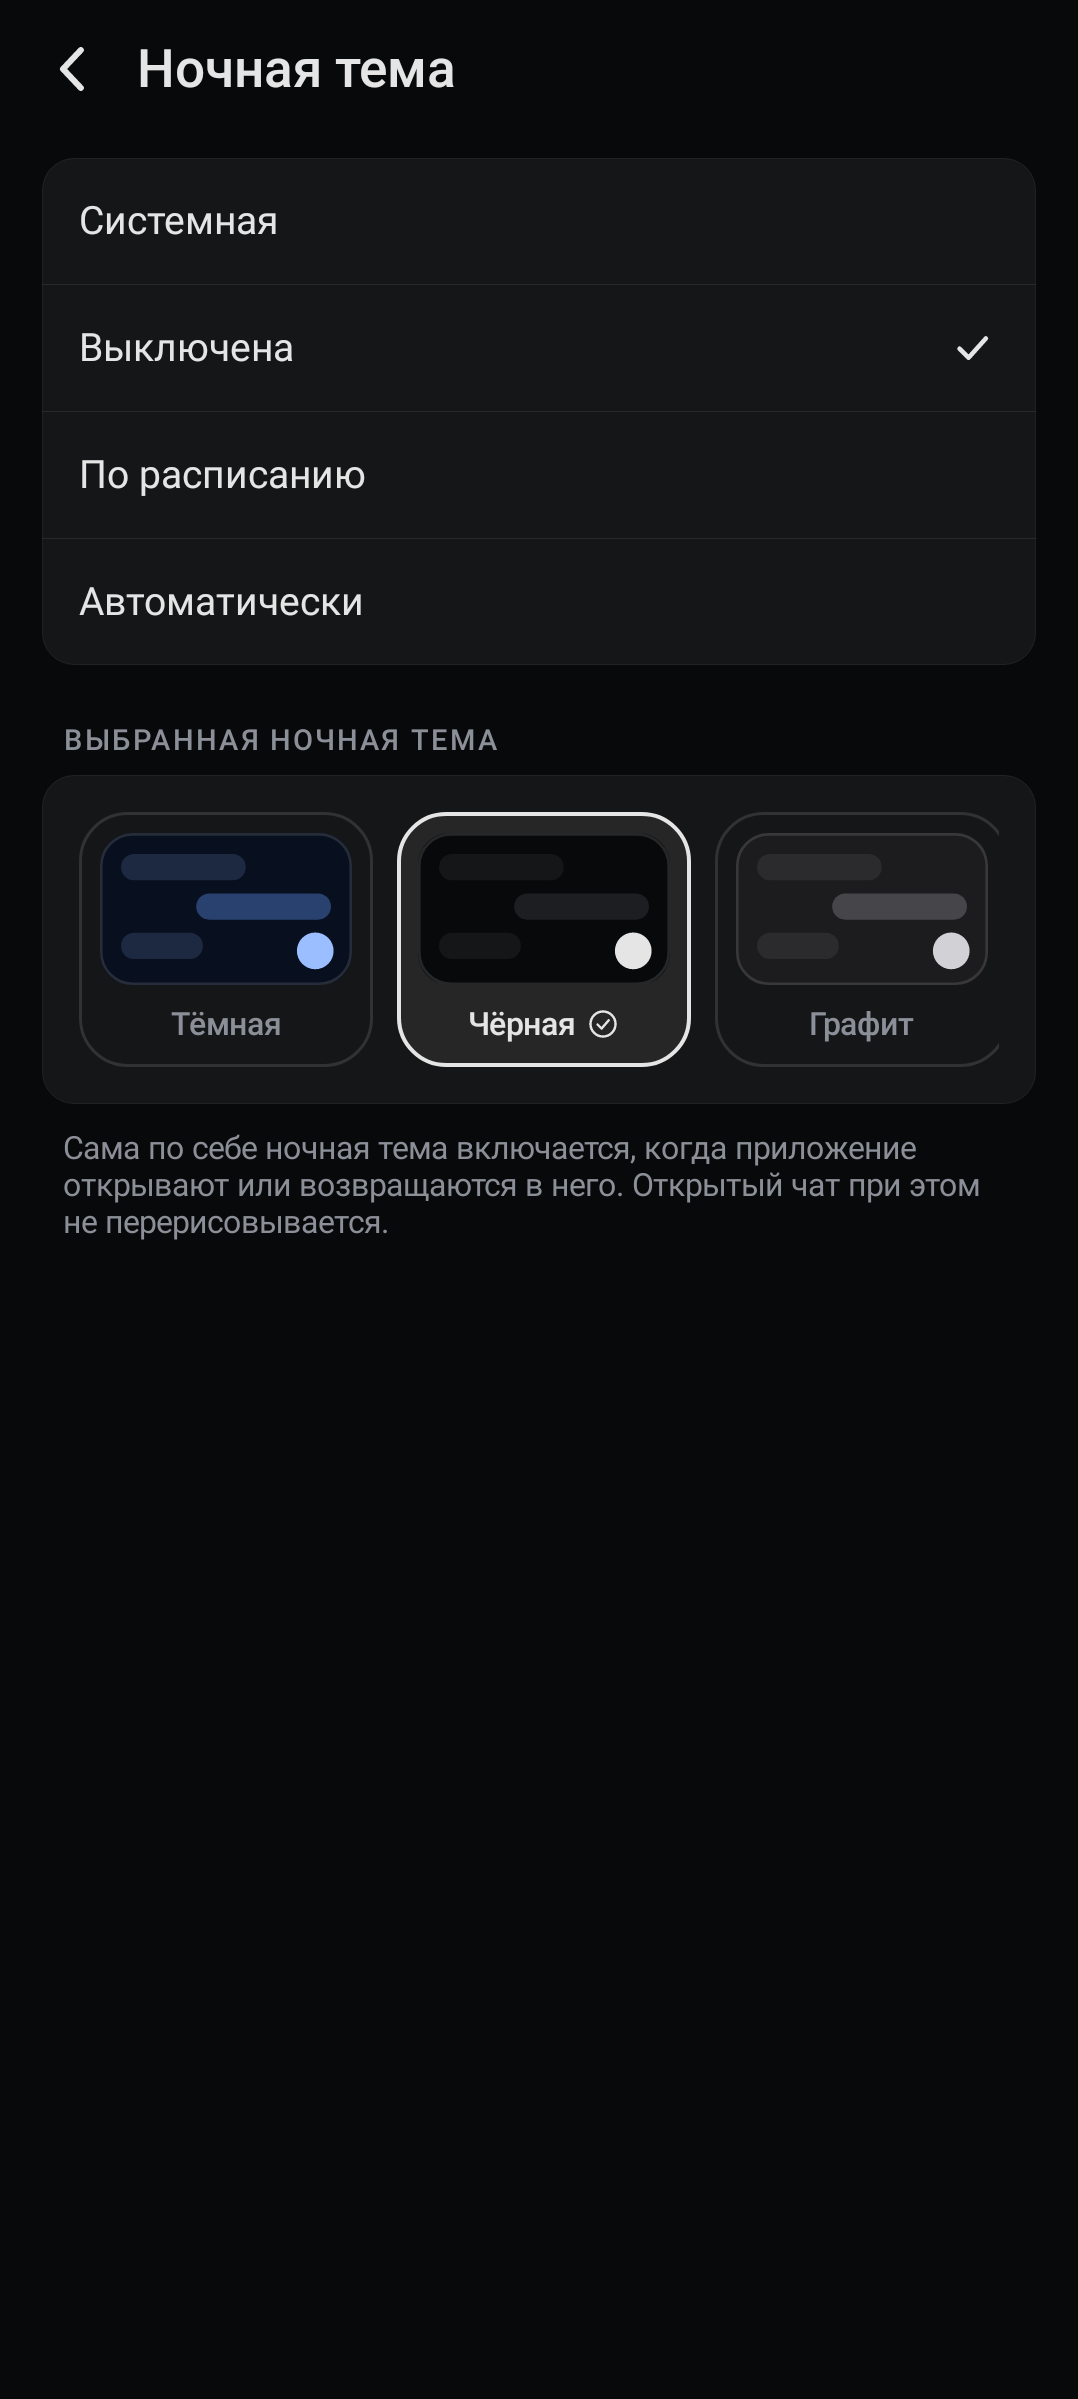 Ночная тема
Системная
Выключена
По расписанию
Автоматически
ВЫБРАННАЯ НОЧНАЯ ТЕМА
Тёмная
Чёрная
Графит
Сама по себе ночная тема включается, когда приложение
открывают или возвращаются в него. Открытый чат при этом
не перерисовывается.